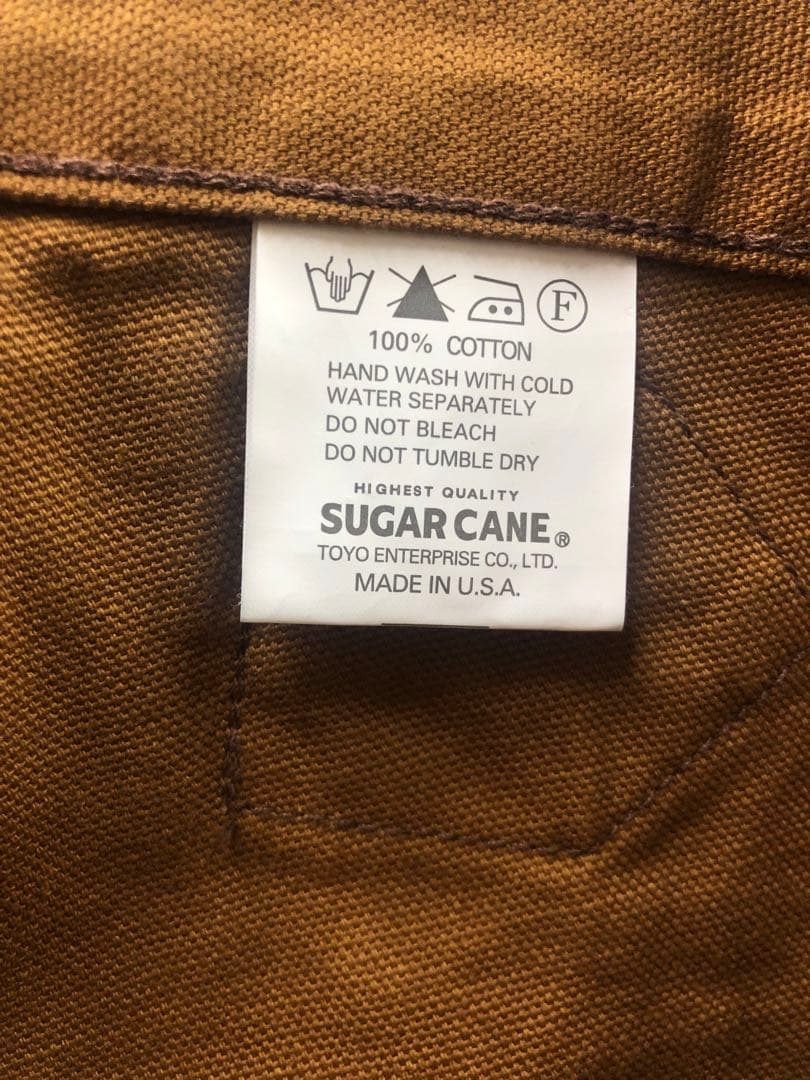 F
100% COTTON
HAND WASH WITH COLD
WATER SEPARATELY
DO NOT BLEACH
DO NOT TUMBLE DRY
HIGHEST QUALITY
SUGAR CANE®
TOYO ENTERPRISE CO., LTD.
MADE IN U.S.A.